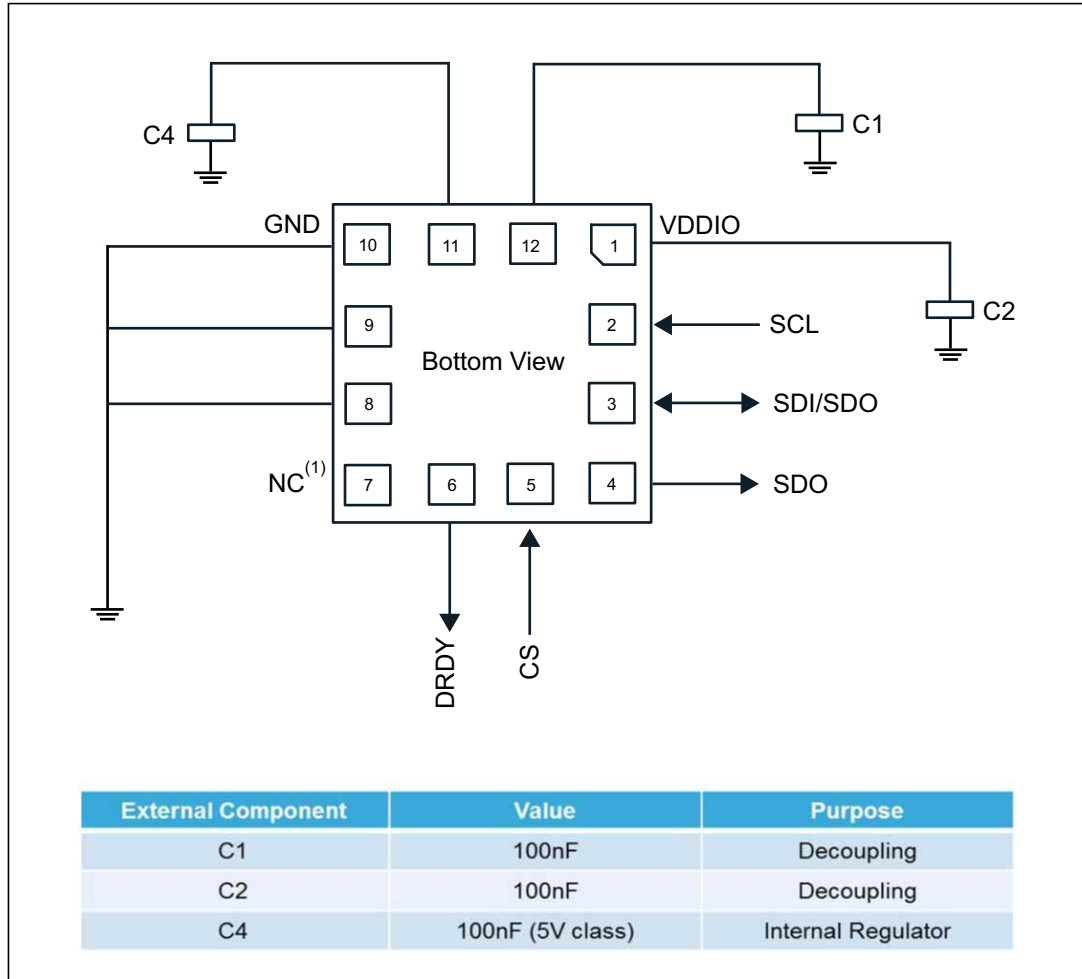 C4
C1
GND
10
11
12
1
VDDIO
9
2
SCL
C2
Bottom View
8
3
SDI/SDO
NC(1)
7
6
5
4
SDO
DRDY
CS
External Component Value Purpose
C1 100nF Decoupling
C2 100nF Decoupling
C4 100nF (5V class) Internal Regulator